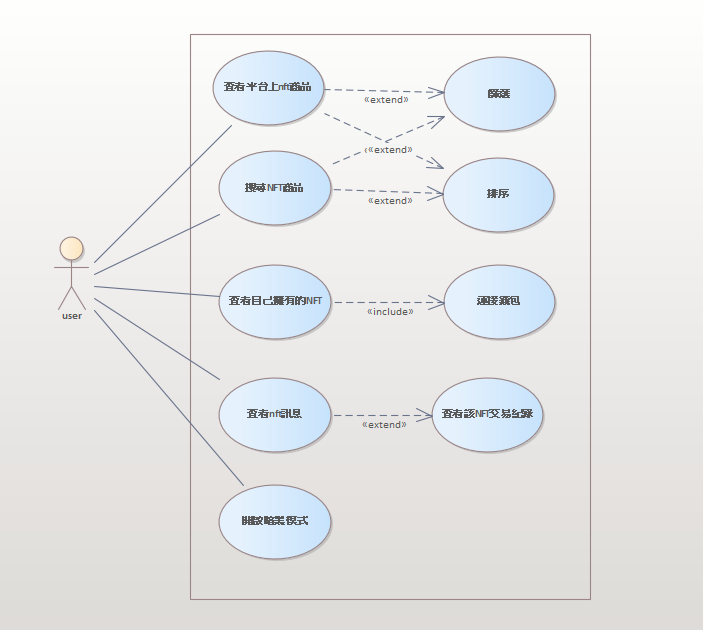 查看平台上nft商品
篩選
«extend»
«extend»
搜尋NFT商品
排序
«extend»
user
查看自己擁有的NFT
連接錢包
«include»
查看nft訊息
查看該NFT交易紀錄
«extend»
開啟暗黑模式